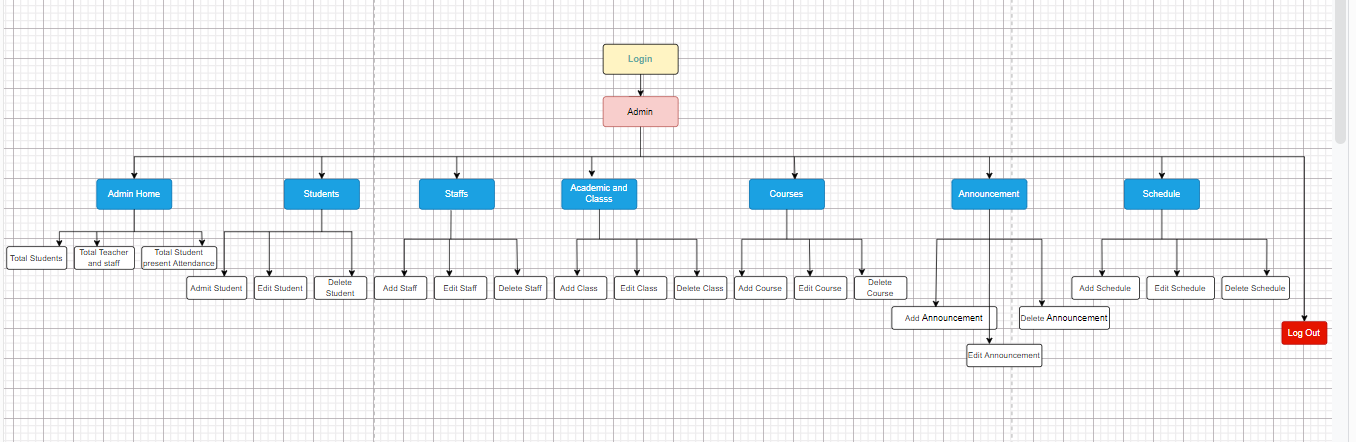 Login
Admin
Admin Home
Students
Staffs
Academic and
Classs
Courses
Announcement
Schedule
Total Students
Total Teacher
and staff
Total Student
present Attendance
Admit Student
Edit Student
Delete
Student
Add Staff
Edit Staff
Delete Staff
Add Class
Edit Class
Delete Class
Add Course
Edit Course
Delete
Course
Add Announcement
Delete Announcement
Edit Announcement
Add Schedule
Edit Schedule
Delete Schedule
Log Out